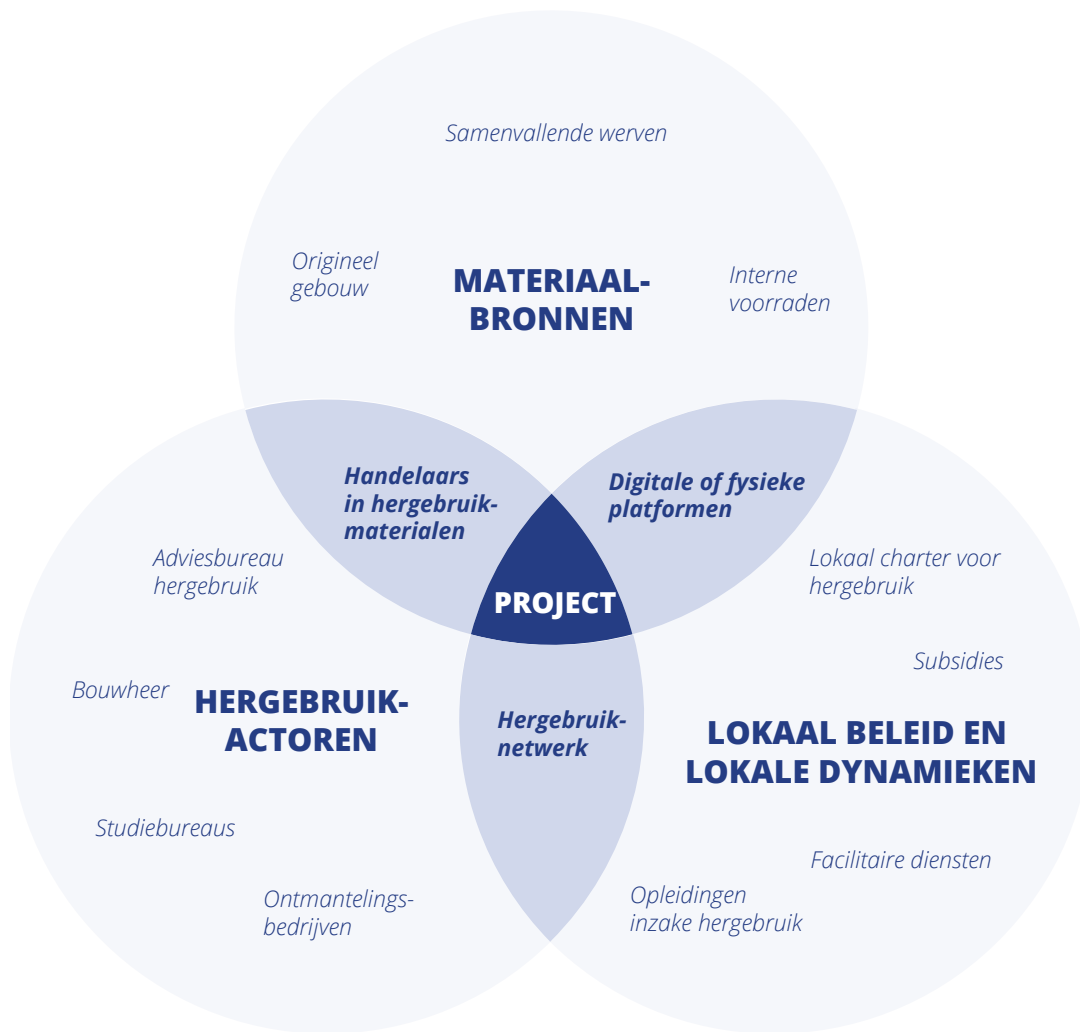 Samenvallende werven
Origineel
gebouw
MATERIAAL-
BRONNEN
Interne
voorraden
Handelaars
in hergebruik-
materialen
Digitale of fysieke
platformen
Adviesbureau
hergebruik
Lokaal charter voor
hergebruik
PROJECT
Subsidies
Bouwheer
HERGEBRUIK-
ACTOREN
Hergebruik-
netwerk
LOKAAL BELEID EN
LOKALE DYNAMIEKEN
Studiebureaus
Facilitaire diensten
Ontmantelings-
bedrijven
Opleidingen
inzake hergebruik